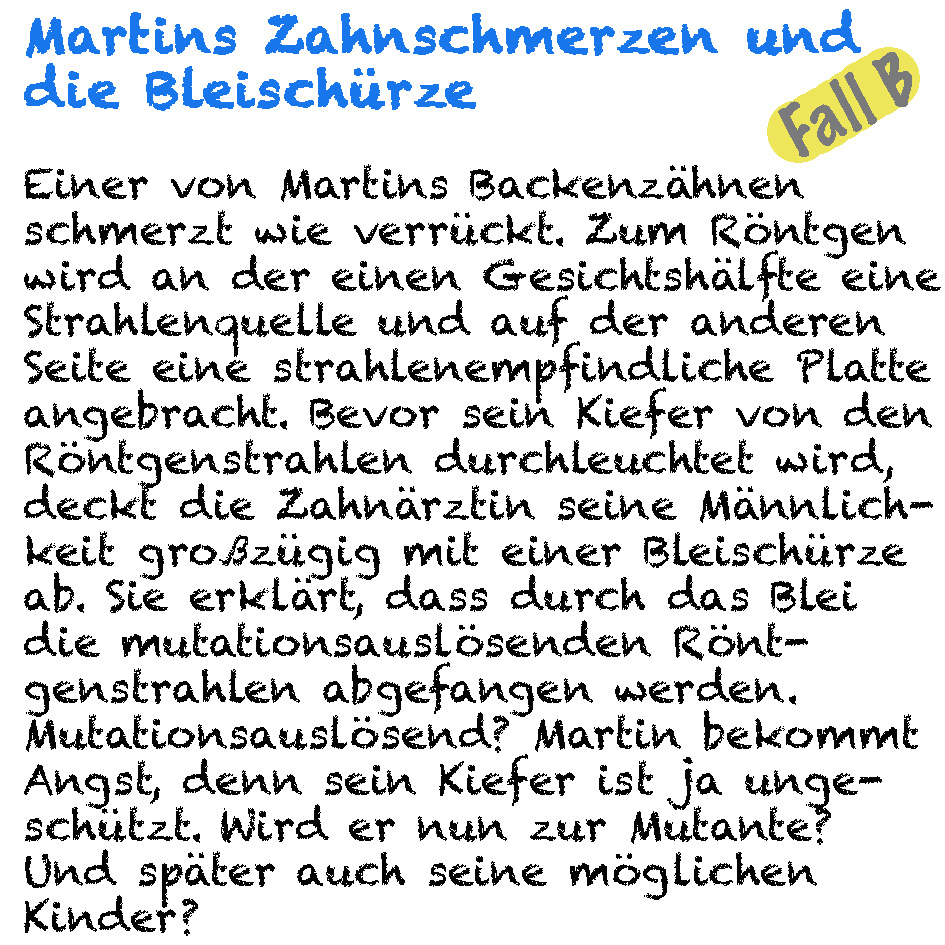 Martins Zahnschmerzen und
die Bleischürze
Fall B
Einer von Martins Backenzähnen
schmerzt wie verrückt. Zum Röntgen
wird an der einen Gesichtshälfte eine
Strahlenquelle und auf der anderen
Seite eine strahlenempfindliche Platte
angebracht. Bevor sein Kiefer von den
Röntgenstrahlen durchleuchtet wird,
deckt die Zahnärztin seine Männlich-
keit großzügig mit einer Bleischürze
ab. Sie erklärt, dass durch das Blei
die mutationsauslösenden Rönt-
genstrahlen abgefangen werden.
Mutationsauslösend? Martin bekommt
Angst, denn sein Kiefer ist ja unge-
schützt. Wird er nun zur Mutante?
Und später auch seine möglichen
Kinder?